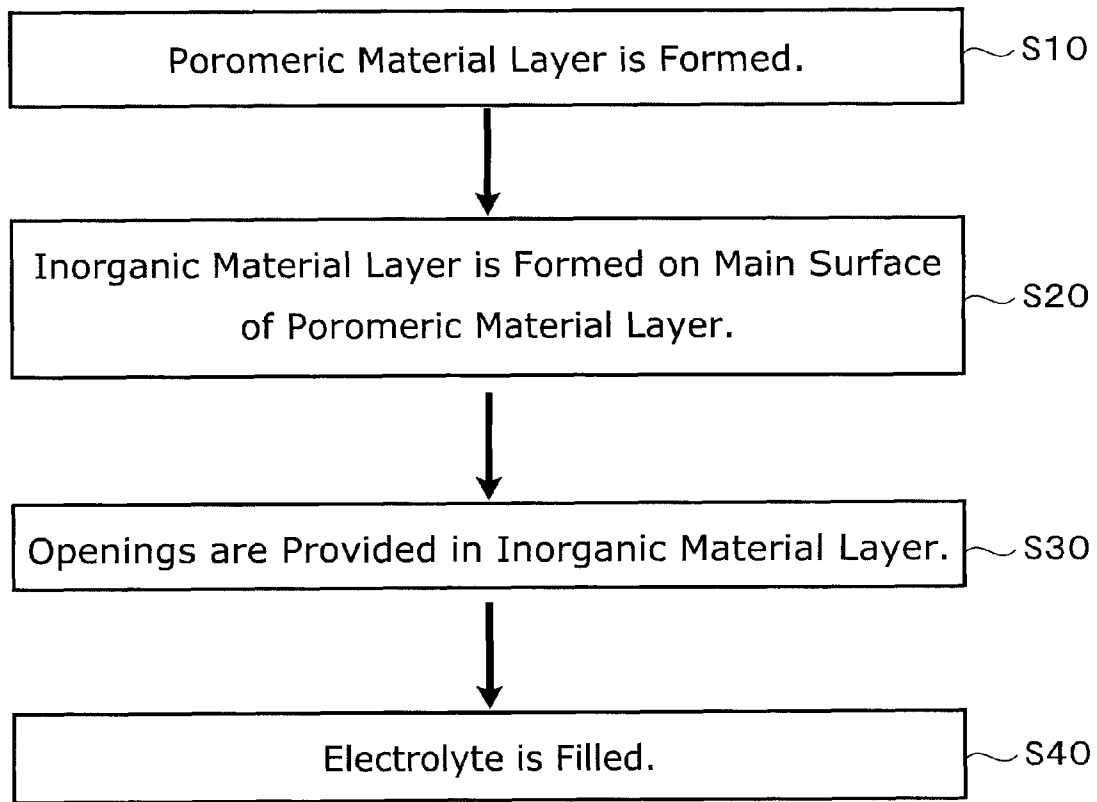 Poromeric Material Layer is Formed.
S10
Inorganic Material Layer is Formed on Main Surface
of Poromeric Material Layer.
S20
Openings are Provided in Inorganic Material Layer.
S30
Electrolyte is Filled.
S40